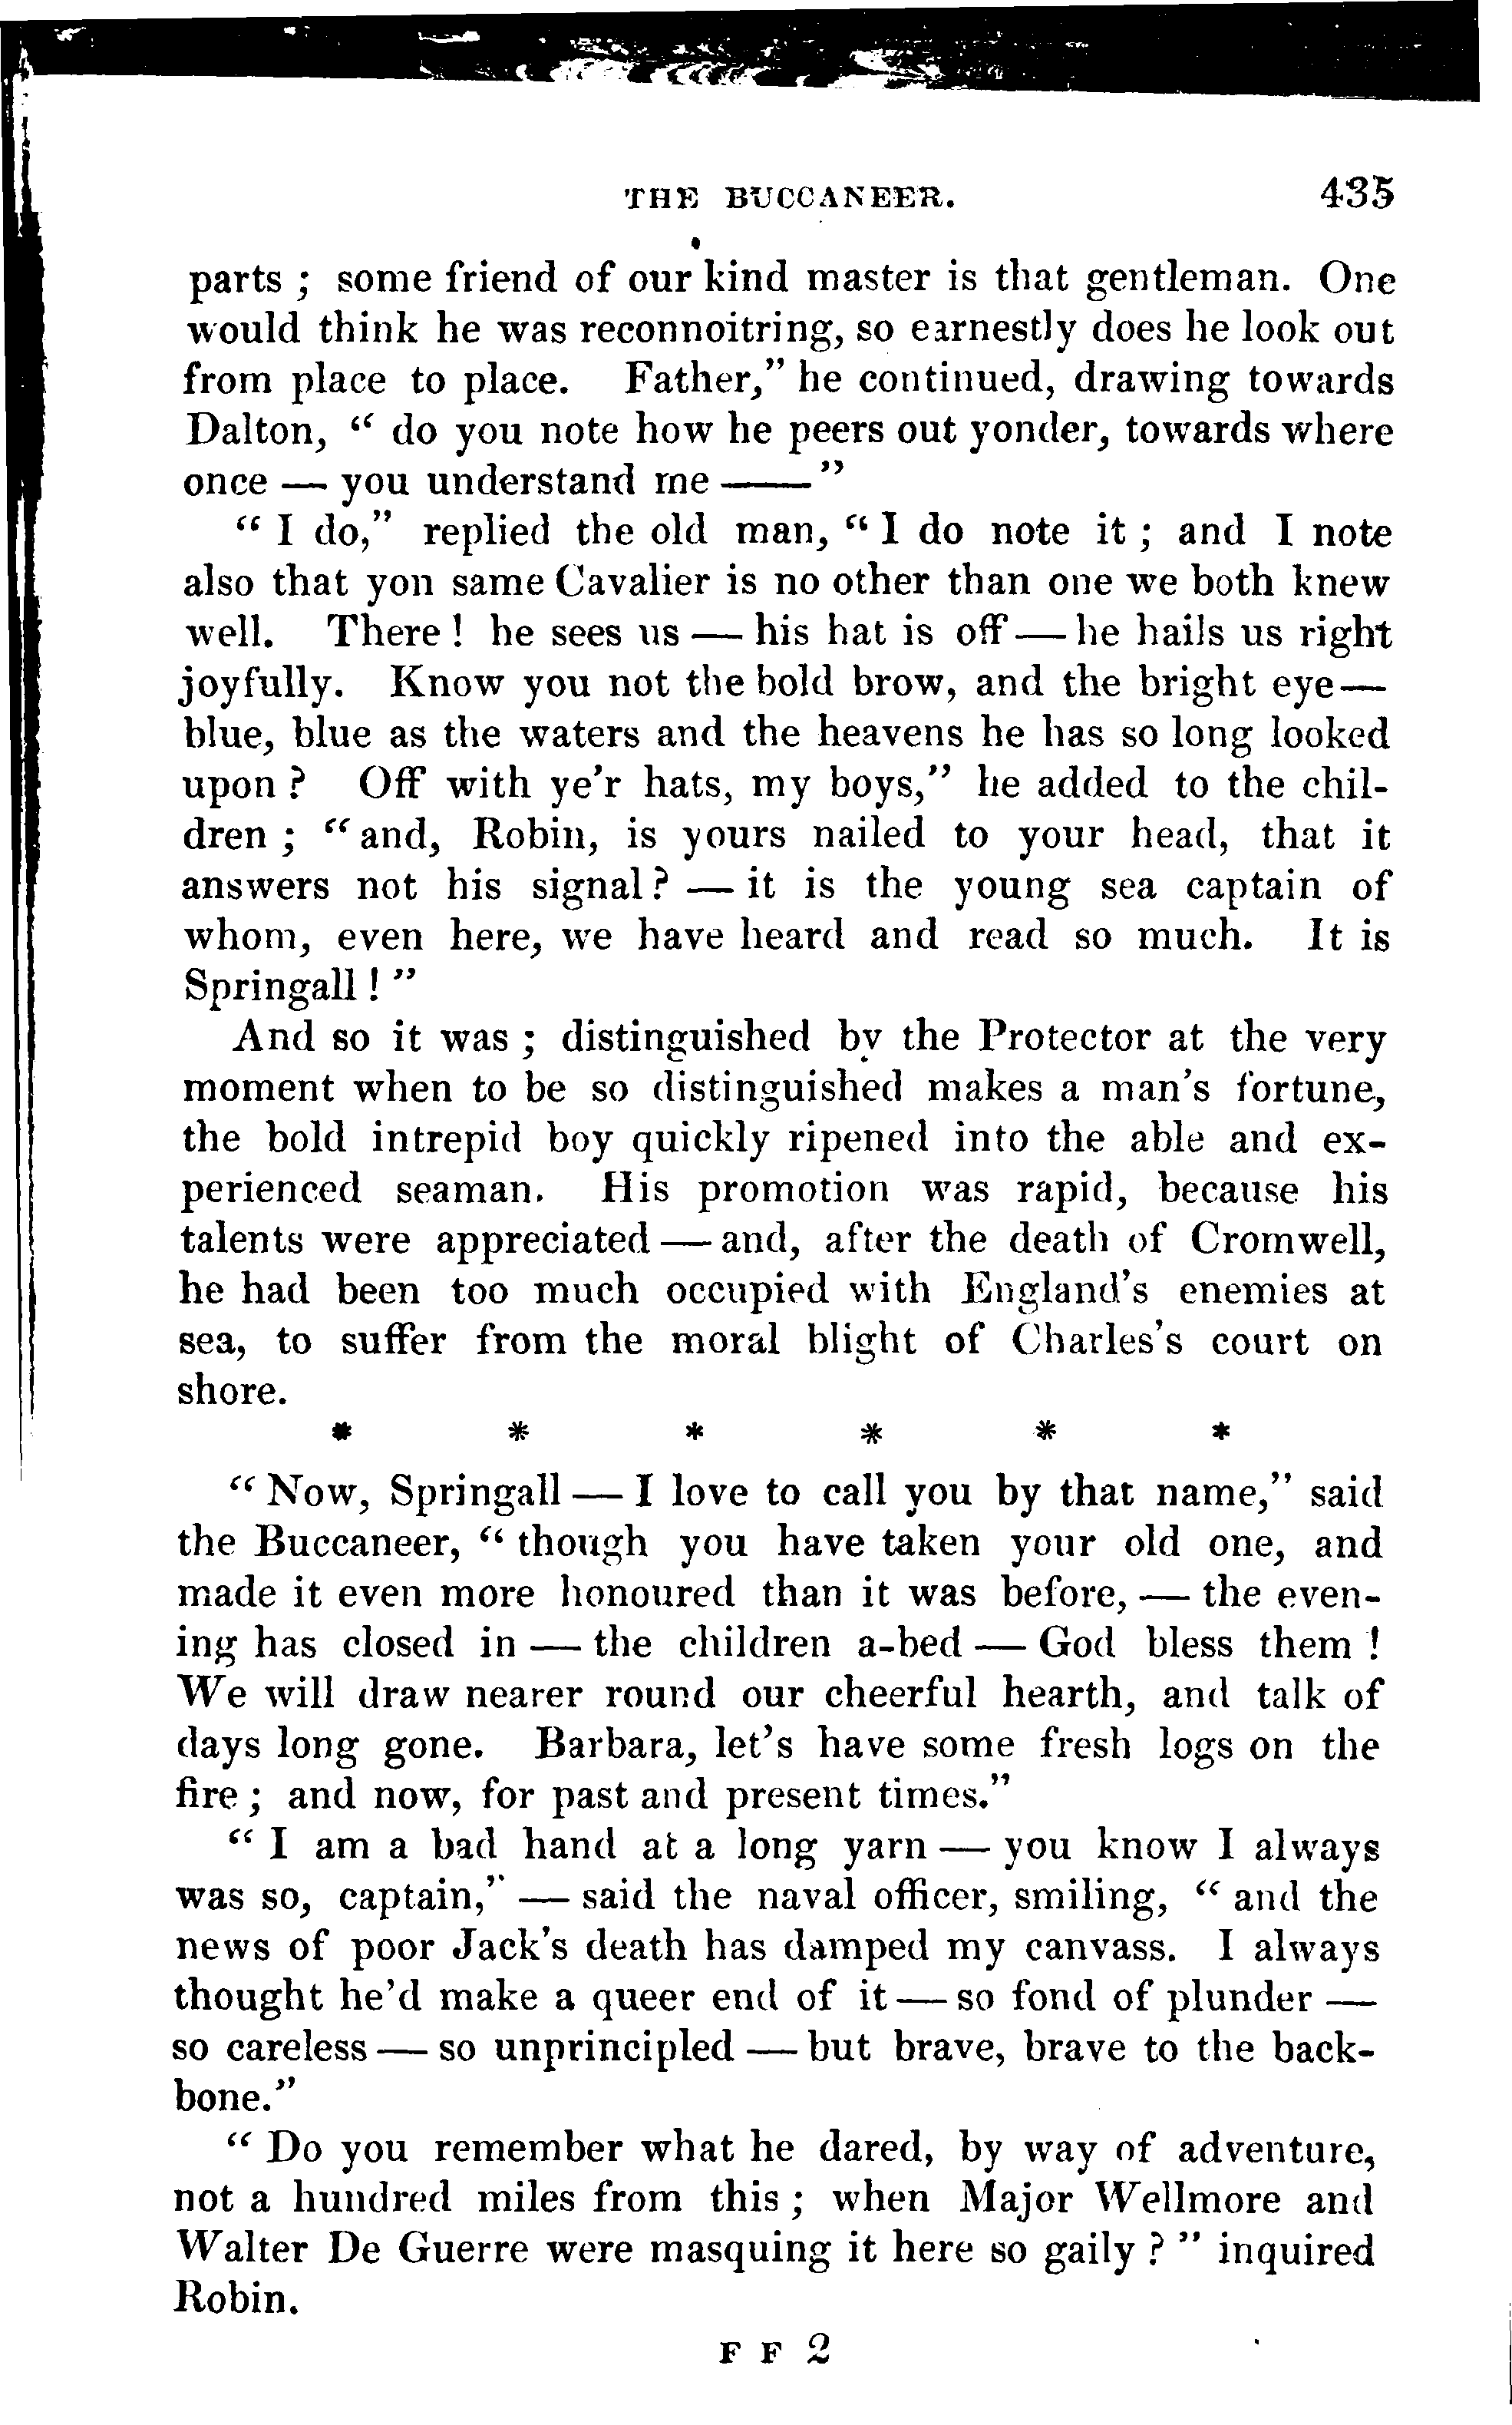 THE BUCCANEER. 435
parts ; some friend of our kind master is that gentleman. One
would think he was reconnoitring, so earnestly does he look out
from place to place. Father,” he continued, drawing towards
Dalton, “ do you note how he peers out yonder, towards where
once — you understand me ——”
“ I do,” replied the old man, “ I do note it ; and I note
also that yon same Cavalier is no other than one we both knew
well. There ! he sees us — his hat is off — he hails us right
joyfully. Know you not the bold brow, and the bright eye—
blue, blue as the waters and the heavens he has so long looked
upon ? Off with ye’r hats, my boys,” he added to the chil-
dren ; “ and, Robin, is yours nailed to your head, that it
answers not his signal ? — it is the young sea captain of
whom, even here, we have heard and read so much. It is
Springall ! ”
And so it was ; distinguished by the Protector at the very
moment when to be so distinguished makes a man’s fortune,
the bold intrepid boy quickly ripened into the able and ex-
perienced seaman. His promotion was rapid, because his
talents were appreciated — and, after the death of Cromwell,
he had been too much occupied with England’s enemies at
sea, to suffer from the moral blight of Charles’s court on
shore.
* * * * * *
“ Now, Springall — I love to call you by that name,” said
the Buccaneer, “ though you have taken your old one, and
made it even more honoured than it was before, — the even-
ing has closed in — the children a-bed — God bless them !
We will draw nearer round our cheerful hearth, and talk of
days long gone. Barbara, let’s have some fresh logs on the
fire ; and now, for past and present times.”
“ I am a bad hand at a long yarn — you know I always
was so, captain,” — said the naval officer, smiling, “ and the
news of poor Jack’s death has damped my canvass. I always
thought he’d make a queer end of it — so fond of plunder —
so careless — so unprincipled — but brave, brave to the back-
bone.”
“ Do you remember what he dared, by way of adventure,
not a hundred miles from this ; when Major Wellmore and
Walter De Guerre were masquing it here so gaily ? ” inquired
Robin.
F F 2